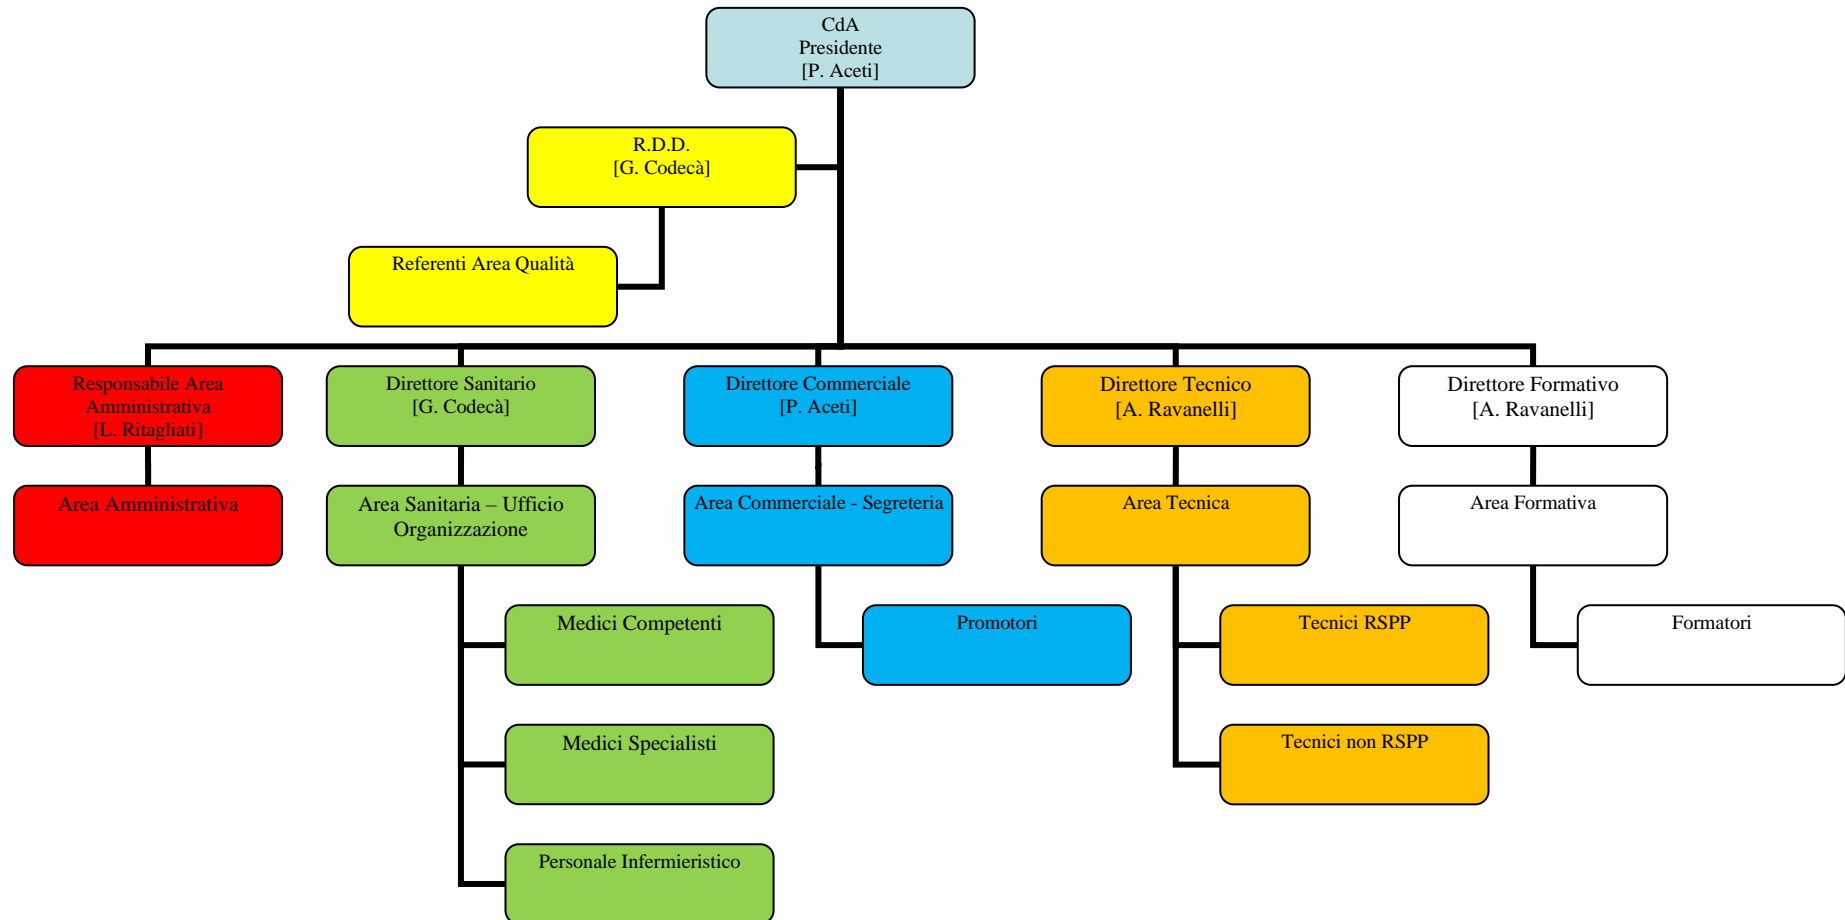 CdA
Presidente
[P. Aceti]
R.D.D.
[G. Codecà]
Referenti Area Qualità
Responsabile Area
Amministrativa
[L. Ritagliati]
Direttore Sanitario
[G. Codecà]
Direttore Commerciale
[P. Aceti]
Direttore Tecnico
[A. Ravanelli]
Direttore Formativo
[A. Ravanelli]
Area Amministrativa
Area Sanitaria – Ufficio
Organizzazione
Area Commerciale - Segreteria
Area Tecnica
Area Formativa
Medici Competenti
Promotori
Tecnici RSPP
Formatori
Medici Specialisti
Tecnici non RSPP
Personale Infermieristico